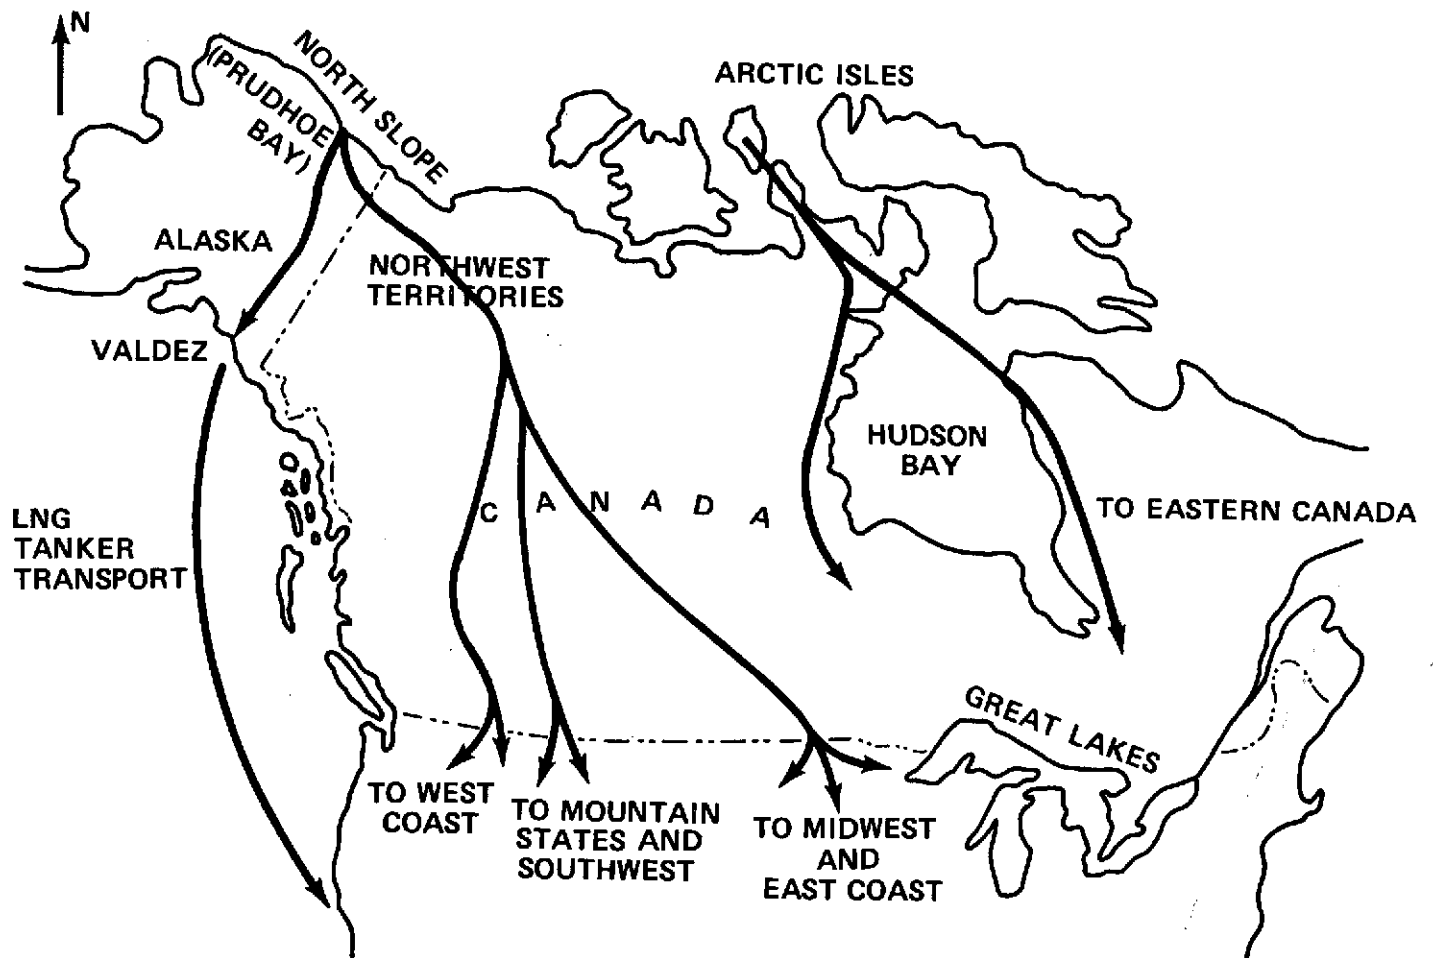 N
NORTH SLOPE
(PRUDHOE
BAY)
ARCTIC ISLES
ALASKA
NORTHWEST
TERRITORIES
VALDEZ
HUDSON
BAY
CANADA
TO EASTERN CANADA
LNG
TANKER
TRANSPORT
GREAT LAKES
TO WEST
COAST
TO MOUNTAIN
STATES AND
SOUTHWEST
TO MIDWEST
AND
EAST COAST